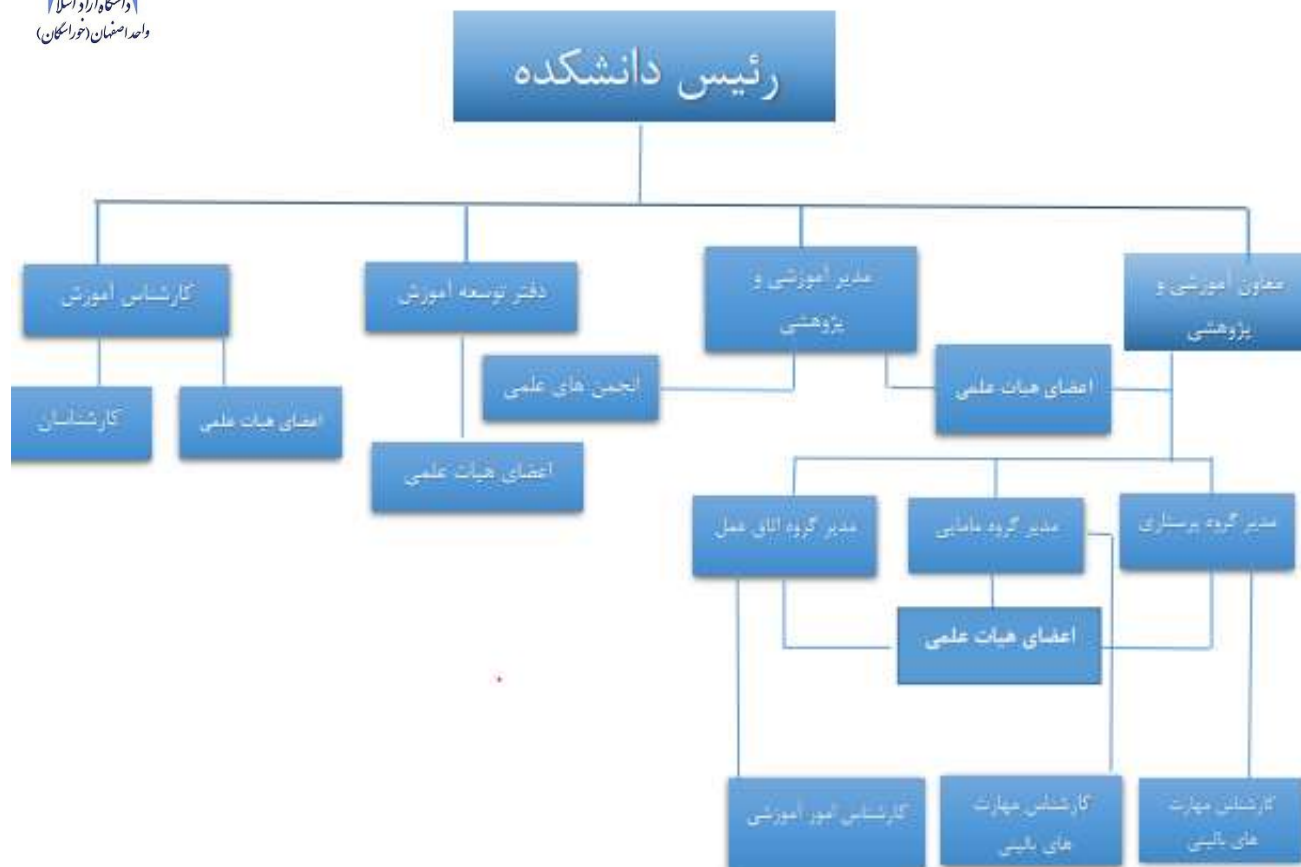 دانشگاه آزاد اسلا
واحد اصفهان (خوراسگان)
رئیس دانشکده
معاون آموزشی و
پژوهشی
مدیر آموزشی و
پژوهشی
دفتر توسعه آموزش
کارشناس آموزش
اعضای هیات علمی
انجمن های علمی
اعضای هیات علمی
کارشناسان
اعضای هیات علمی
مدیر گروه پرستاری
مدیر گروه مامایی
مدیر گروه اتاق عمل
اعضای هیات علمی
کارشناس مهارت
های بالینی
کارشناس مهارت
های بالینی
کارشناس امور آموزشی